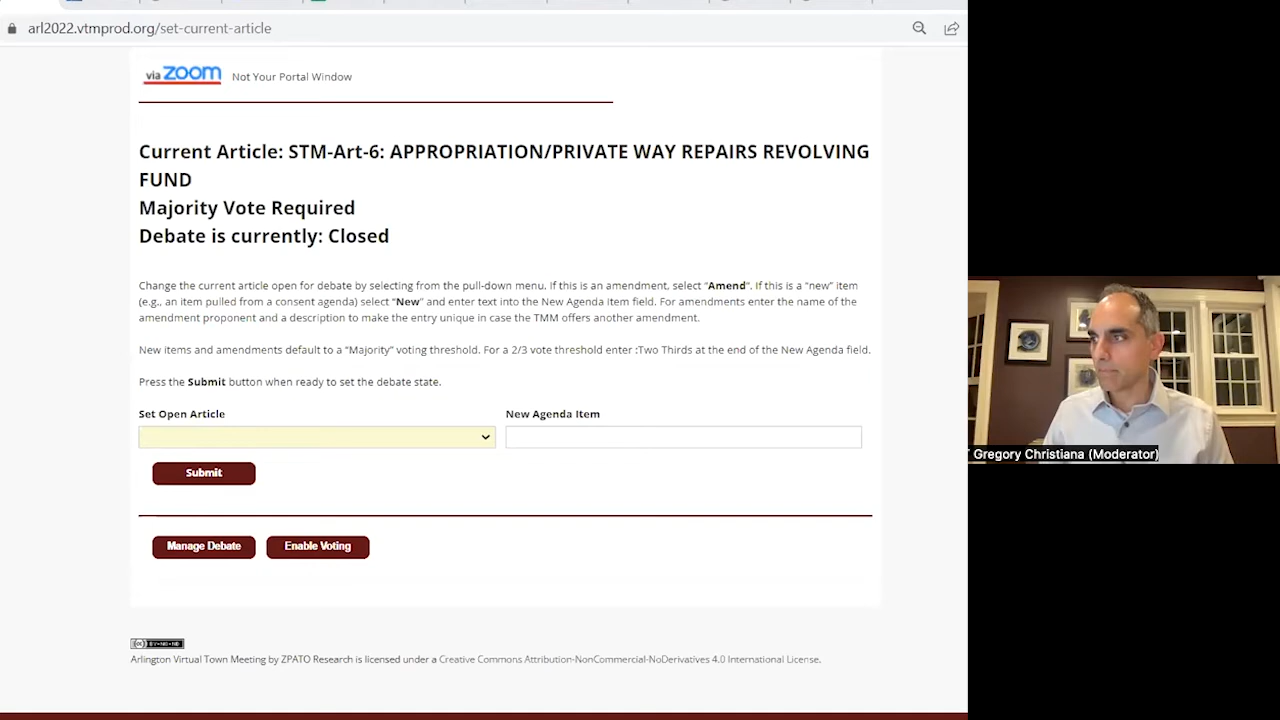 arl2022.vtmprod.org/set-current-article
via zoom Not Your Portal Window
Current Article: STM-Art-6: APPROPRIATION/PRIVATE WAY REPAIRS REVOLVING
FUND
Majority Vote Required
Debate is currently: Closed
Change the current article open for debate by selecting from the pull-down menu. If this is an amendment, select “Amend”. If this is a “new” item
(e.g., an item pulled from a consent agenda) select “New” and enter text into the New Agenda item field. For amendments enter the name of the
amendment proponent and a description to make the entry unique in case the TMM offers another amendment.
New items and amendments default to a “Majority” voting threshold. For a 2/3 vote threshold enter :Two Thirds at the end of the New Agenda field.
Press the Submit button when ready to set the debate state.
Set Open Article
New Agenda Item
Submit
Manage Debate
Enable Voting
Arlington Virtual Town Meeting by ZPATO Research is licensed under a Creative Commons Attribution-NonCommercial-NoDerivatives 4.0 International License.
Gregory Christiana (Moderator)